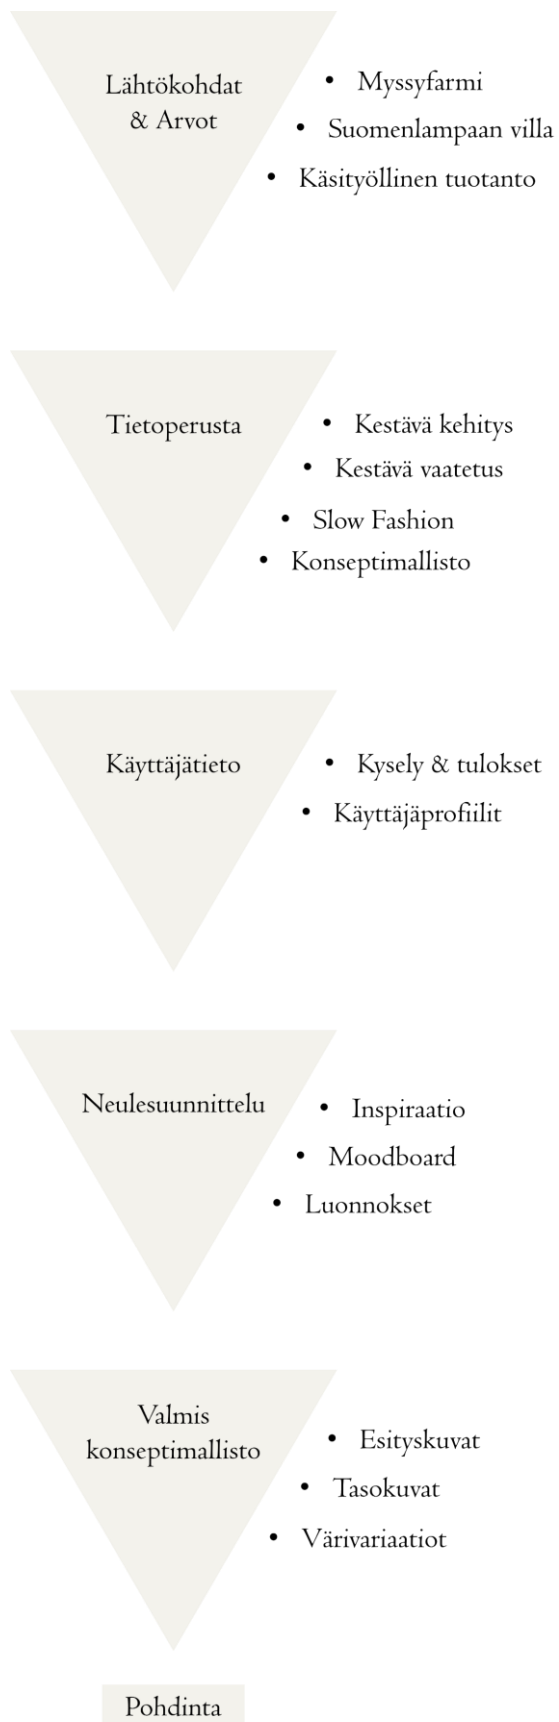 Lähtökohdat
& Arvot
• Myssyfarmi
• Suomenlampaan villa
• Käsityöllinen tuotanto
Tietoperusta
• Kestävä kehitys
• Kestävä vaatetus
• Slow Fashion
• Konseptimallisto
Käyttäjätieto
• Kysely & tulokset
• Käyttäjäprofiilit
Neulesuunnittelu
• Inspiraatio
• Moodboard
• Luonnokset
Valmis
konseptimallisto
• Esityskuvat
• Tasokuvat
• Värivariaatiot
Pohdinta